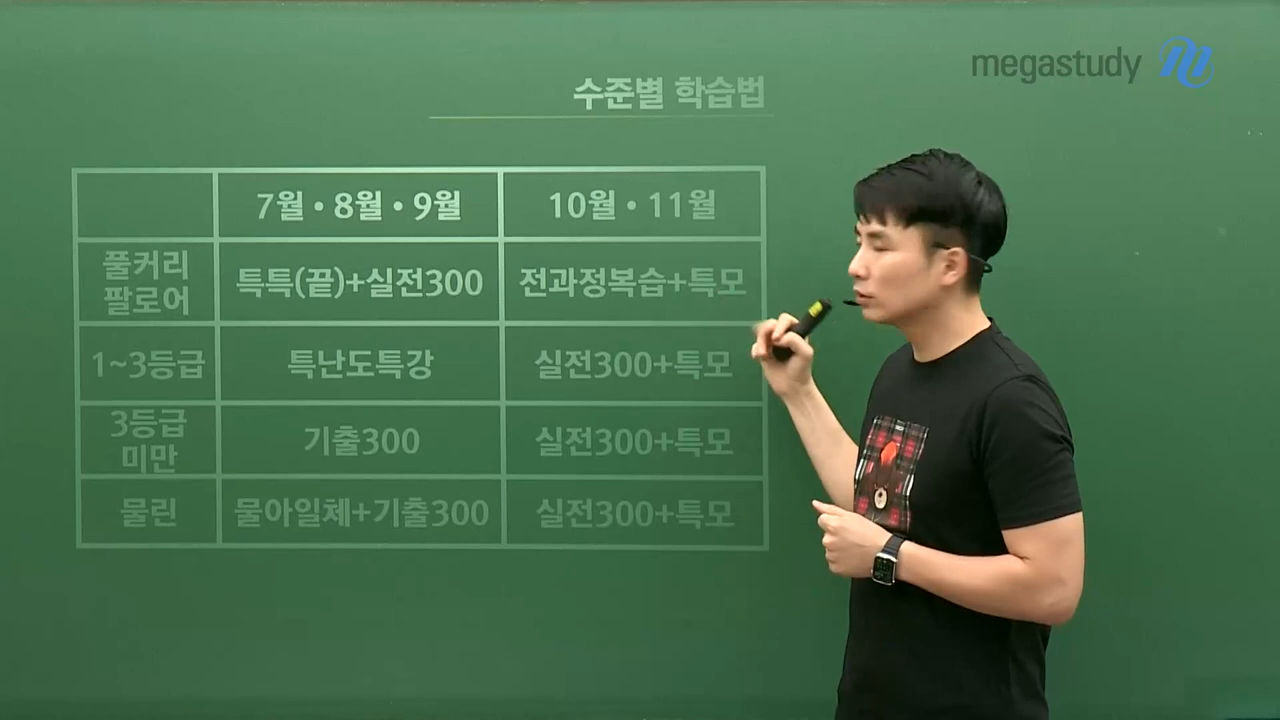 megastudy
수준별 학습법
7월•8월•9월 10월•11월
풀커리
팔로어 특특(끝)+실전300 전과정복습+특모
1~3등급 특난도특강 실전300+특모
3등급
미만 기출300 실전300+특모
물린 물아일체+기출300 실전300+특모